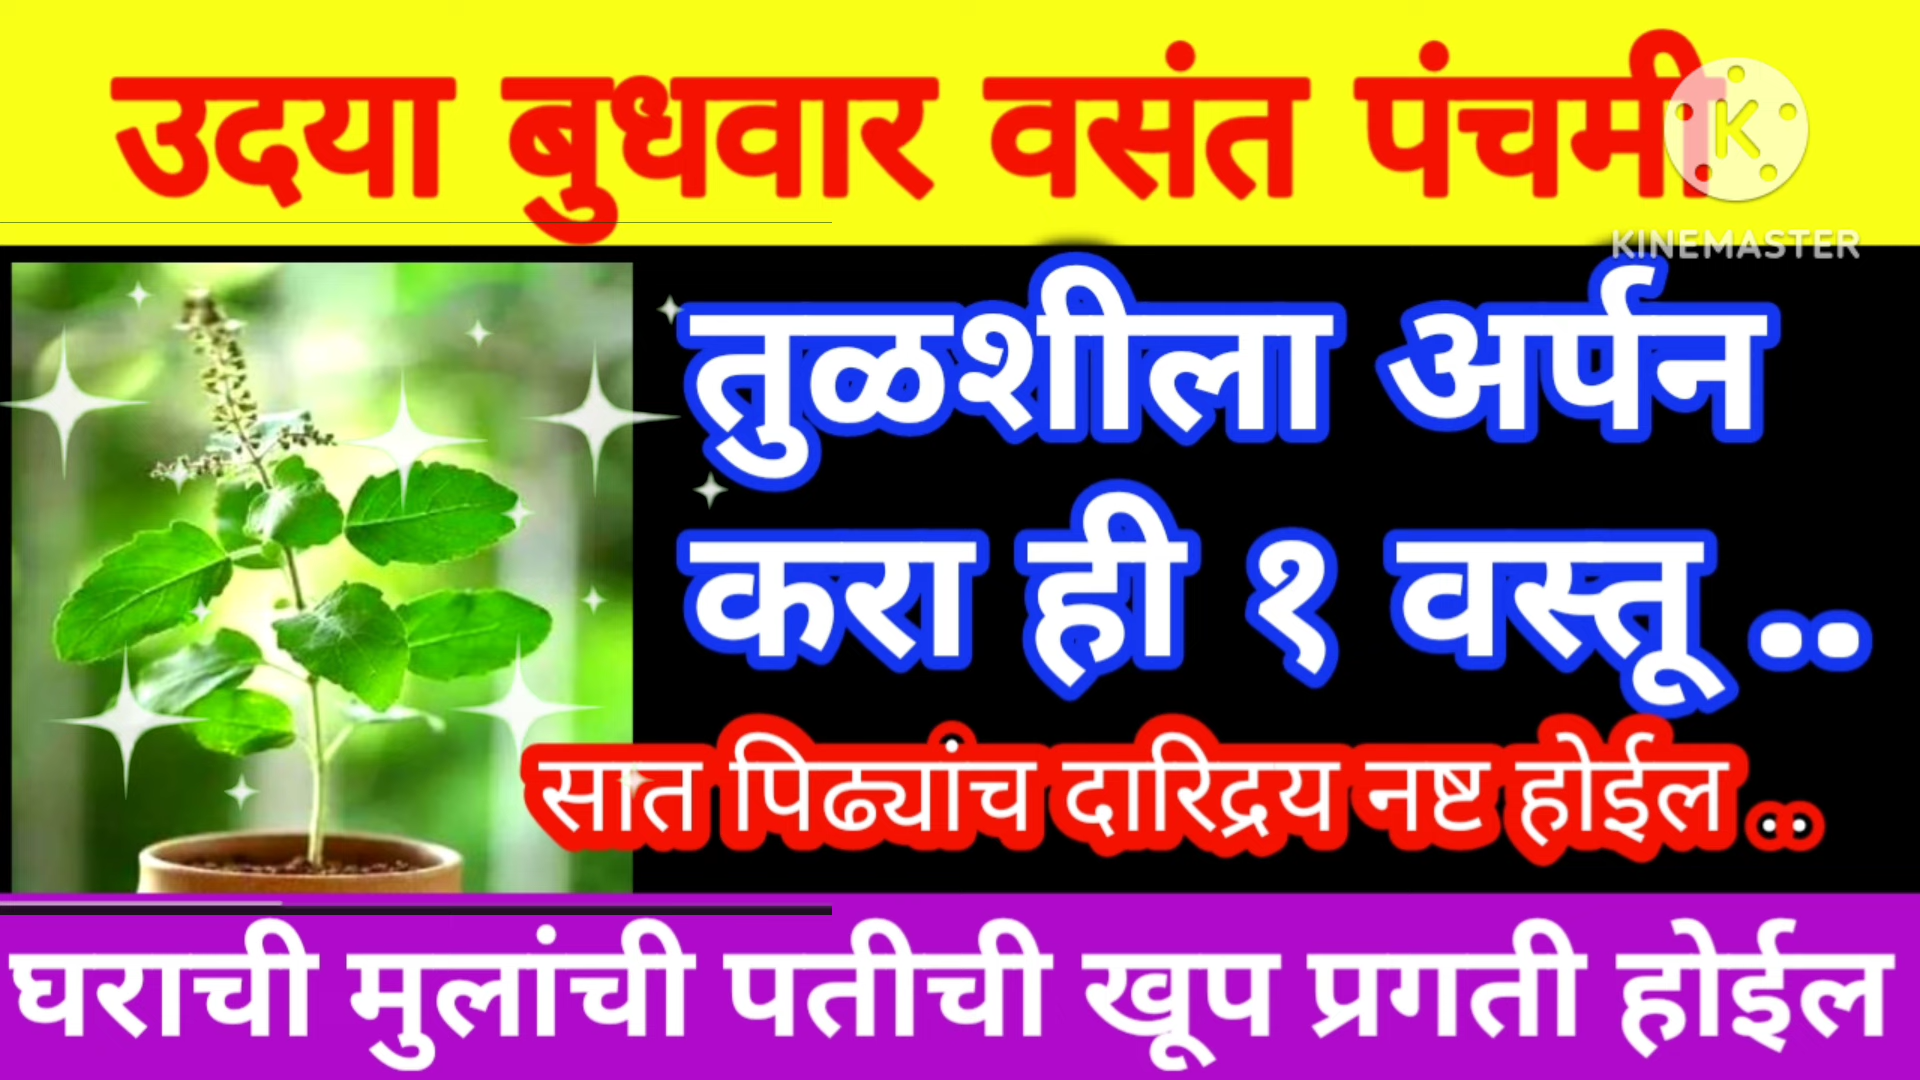 उदया बुधवार वसंत पंचमी
K
KINEMASTER
तुळशीला अर्पन
करा ही १ वस्तू ..
सात पिढ्यांच दारिद्रय नष्ट होईल ..
घराची मुलांची पतीची खूप प्रगती होईल